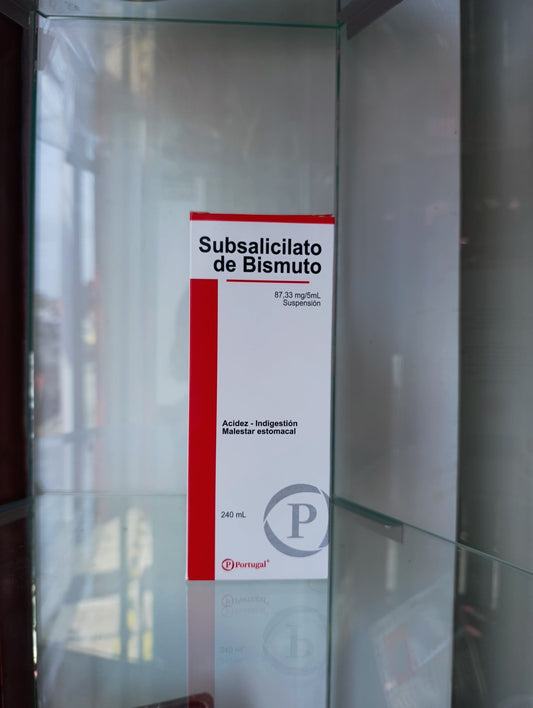 Subsalicilato
de Bismuto
87,33 mg/5mL
Suspensión
Acidez - Indigestión
Malestar estomacal
240 mL
P
P Portugal®